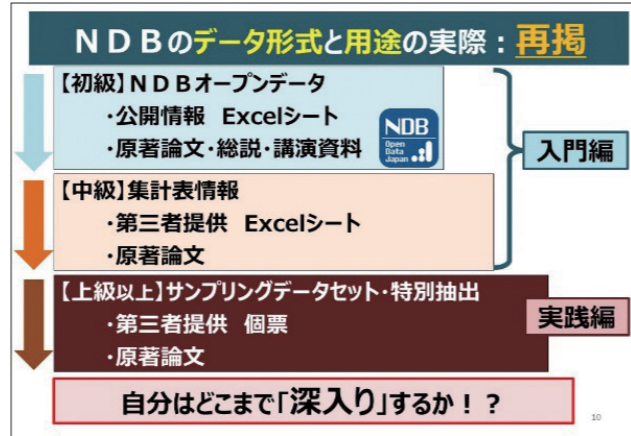 NDBのデータ形式と用途の実際：再掲
【初級】NDBオープンデータ
・公開情報 Excelシート
・原著論文・総説・講演資料
NDB
Open
Data
Japan
入門編
【中級】集計表情報
・第三者提供 Excelシート
・原著論文
【上級以上】サンプリングデータセット・特別抽出
・第三者提供 個票
・原著論文
実践編
自分はどこまで「深入り」するか！？
10